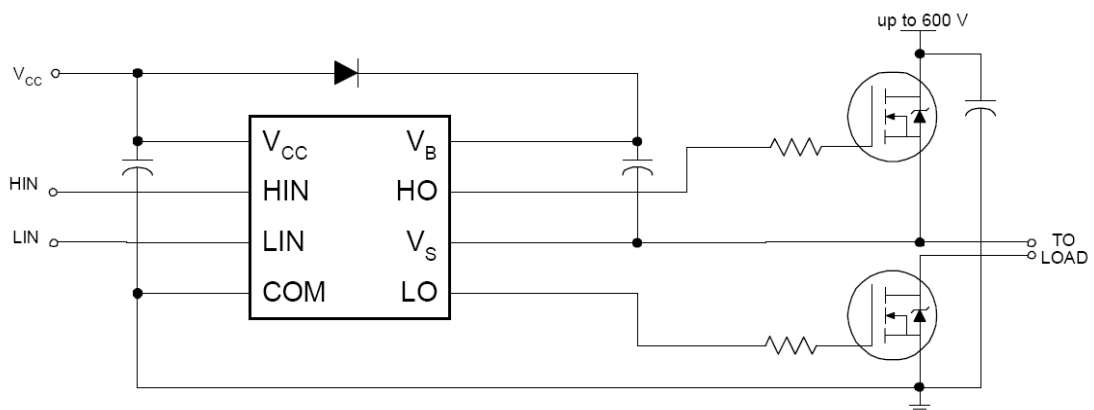 up to 600 V
VCC
VCC
VB
HIN
HIN
HO
LIN
LIN
VS
TO
LOAD
COM
LO